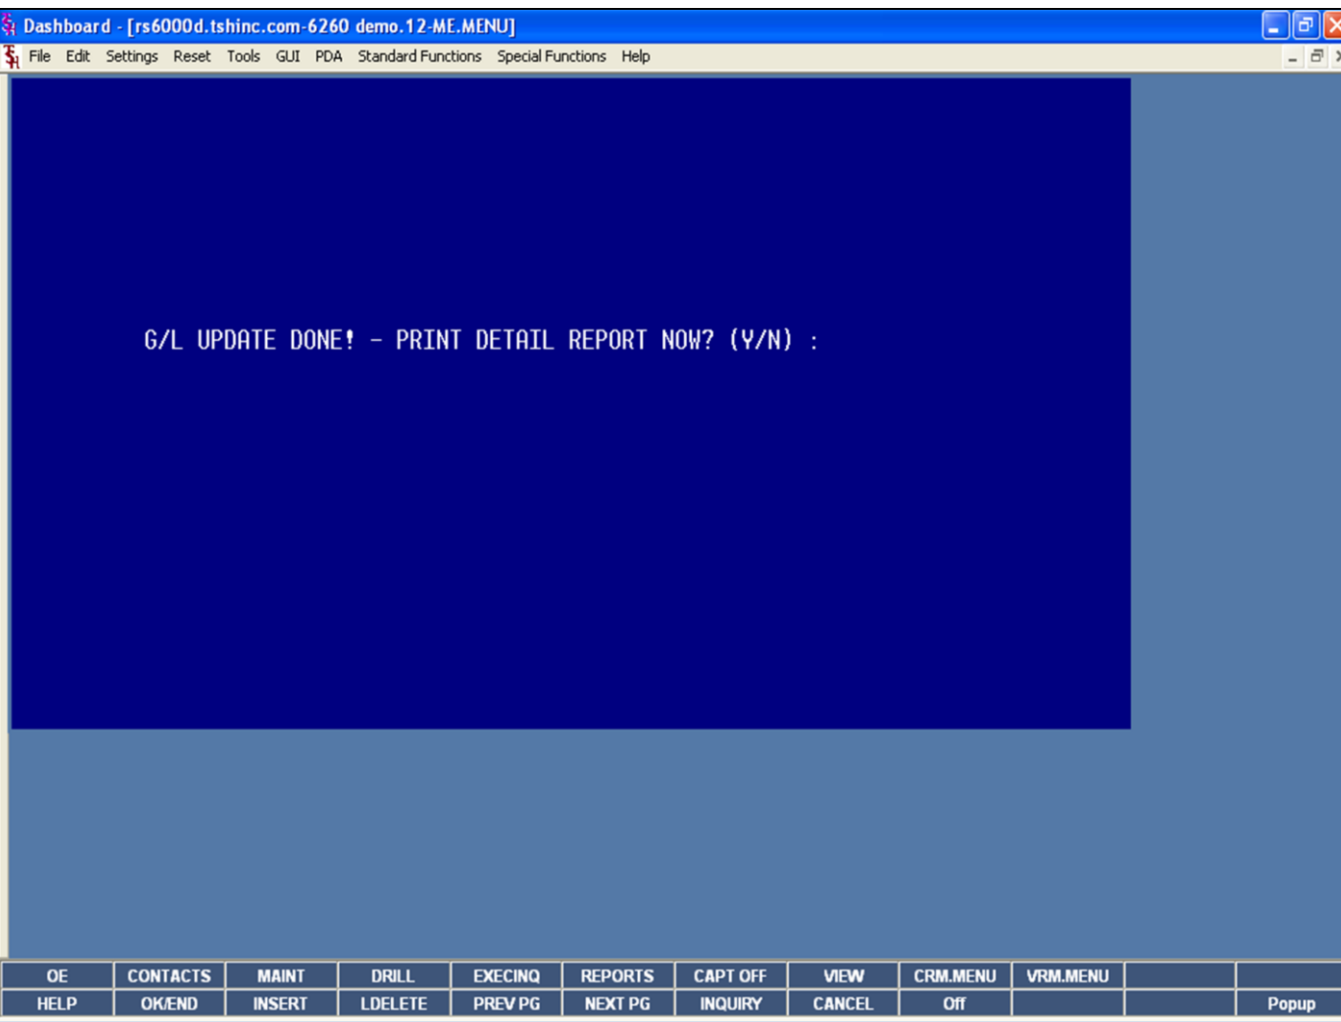 Dashboard - [rs6000d.tshinc.com-6260 demo.12-ME.MENU]
File Edit Settings Reset Tools GUI PDA Standard Functions Special Functions Help
G/L UPDATE DONE! - PRINT DETAIL REPORT NOW? (Y/N) :
OE CONTACTS MAINT DRILL EXECINQ REPORTS CAPT OFF VIEW CRM.MENU VRM.MENU
HELP OK/END INSERT LDELETE PREV PG NEXT PG INQUIRY CANCEL Off Popup